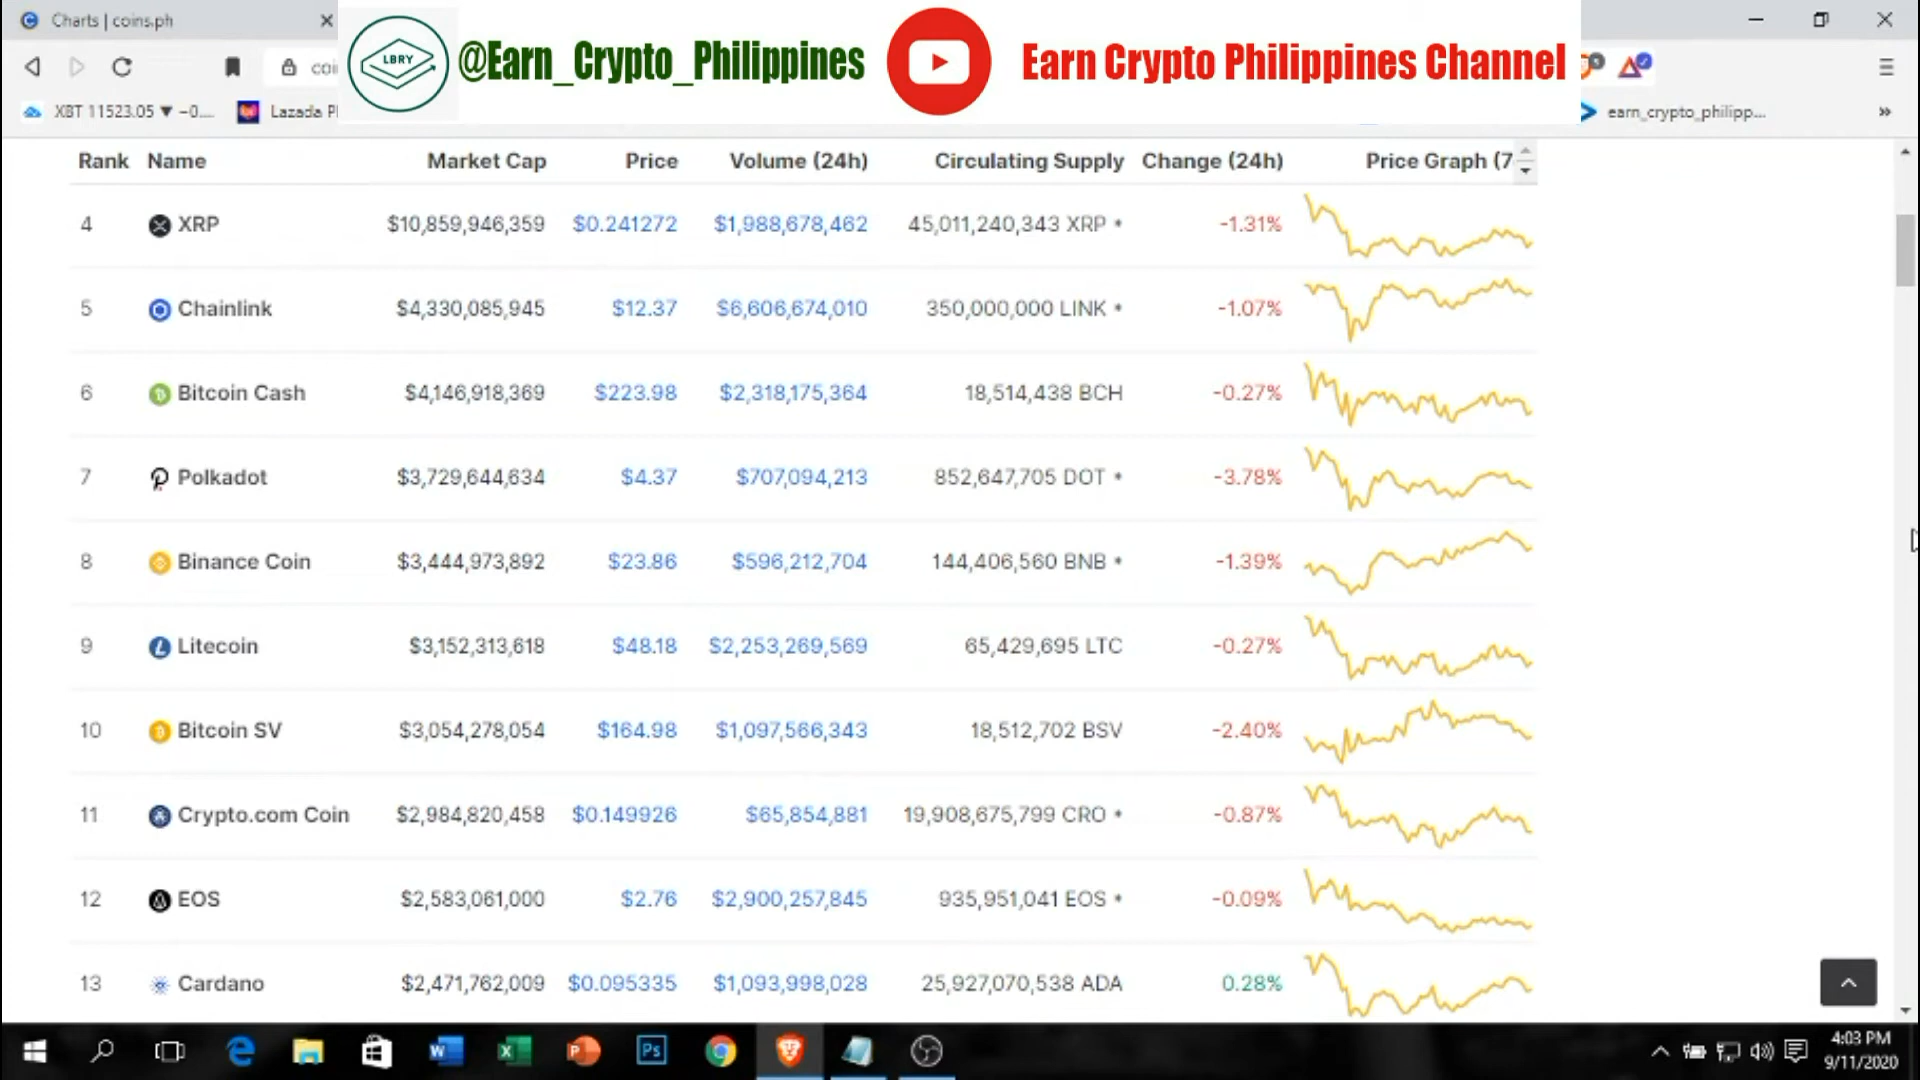 Charts | coins.ph
LBRY
@Earn_Crypto_Philippines
Earn Crypto Philippines Channel
coi
XBT 11523.05 ▼ −0....
Lazada P
earn_crypto_philipp...
Rank Name Market Cap Price Volume (24h) Circulating Supply Change (24h) Price Graph (7
4 XRP $10,859,946,359 $0.241272 $1,988,678,462 45,011,240,343 XRP * -1.31%
5 Chainlink $4,330,085,945 $12.37 $6,606,674,010 350,000,000 LINK * -1.07%
6 Bitcoin Cash $4,146,918,369 $223.98 $2,318,175,364 18,514,438 BCH -0.27%
7 Polkadot $3,729,644,634 $4.37 $707,094,213 852,647,705 DOT * -3.78%
8 Binance Coin $3,444,973,892 $23.86 $596,212,704 144,406,560 BNB * -1.39%
9 Litecoin $3,152,313,618 $48.18 $2,253,269,569 65,429,695 LTC -0.27%
10 Bitcoin SV $3,054,278,054 $164.98 $1,097,566,343 18,512,702 BSV -2.40%
11 Crypto.com Coin $2,984,820,458 $0.149926 $65,854,881 19,908,675,799 CRO * -0.87%
12 EOS $2,583,061,000 $2.76 $2,900,257,845 935,951,041 EOS * -0.09%
13 Cardano $2,471,762,009 $0.095335 $1,093,998,028 25,927,070,538 ADA 0.28%
4:03 PM
9/11/2020